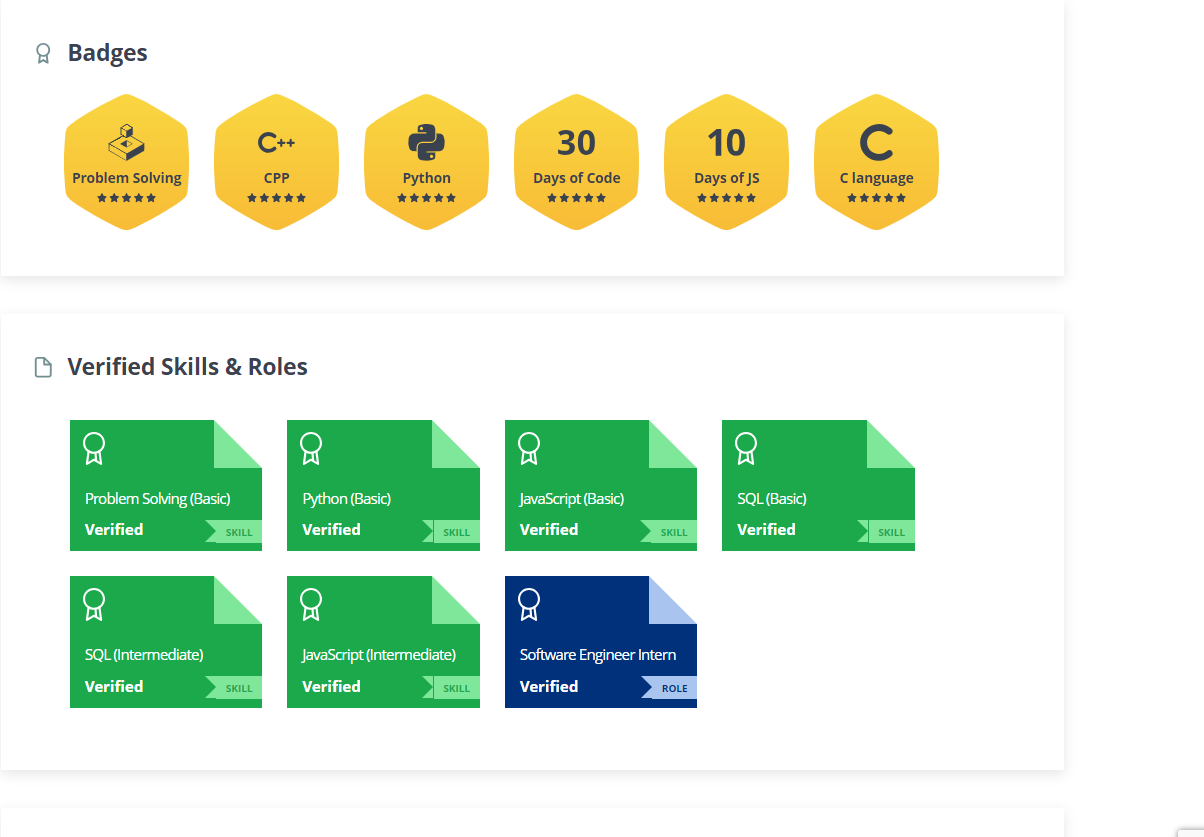 Badges
C++
30
10
C
Problem Solving
CPP
Python
Days of Code
Days of JS
C language
Verified Skills & Roles
Problem Solving (Basic)
Verified
SKILL
Python (Basic)
Verified
SKILL
JavaScript (Basic)
Verified
SKILL
SQL (Basic)
Verified
SKILL
SQL (Intermediate)
Verified
SKILL
JavaScript (Intermediate)
Verified
SKILL
Software Engineer Intern
Verified
ROLE